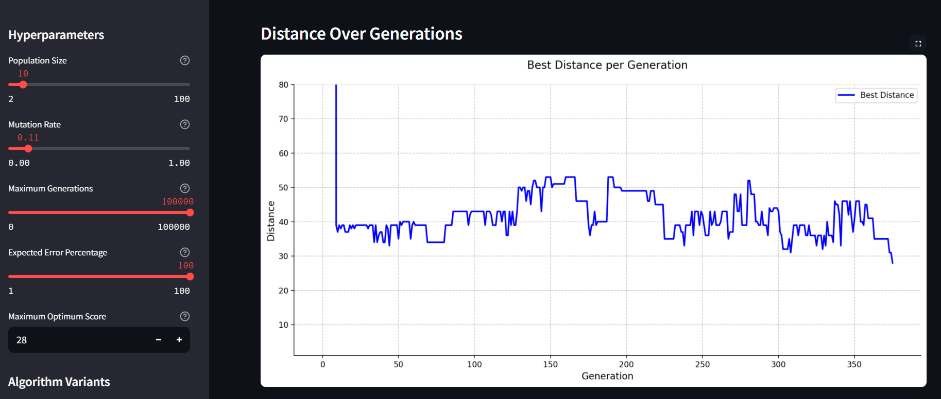 Hyperparameters
Population Size
10
2 100
Mutation Rate
0.11
0.00 1.00
Maximum Generations
100000
0 100000
Expected Error Percentage
100
1 100
Maximum Optimum Score
28 − +
Algorithm Variants
Distance Over Generations
Best Distance per Generation
Best Distance
80
70
60
50
40
30
20
10
Distance
0 50 100 150 200 250 300 350
Generation